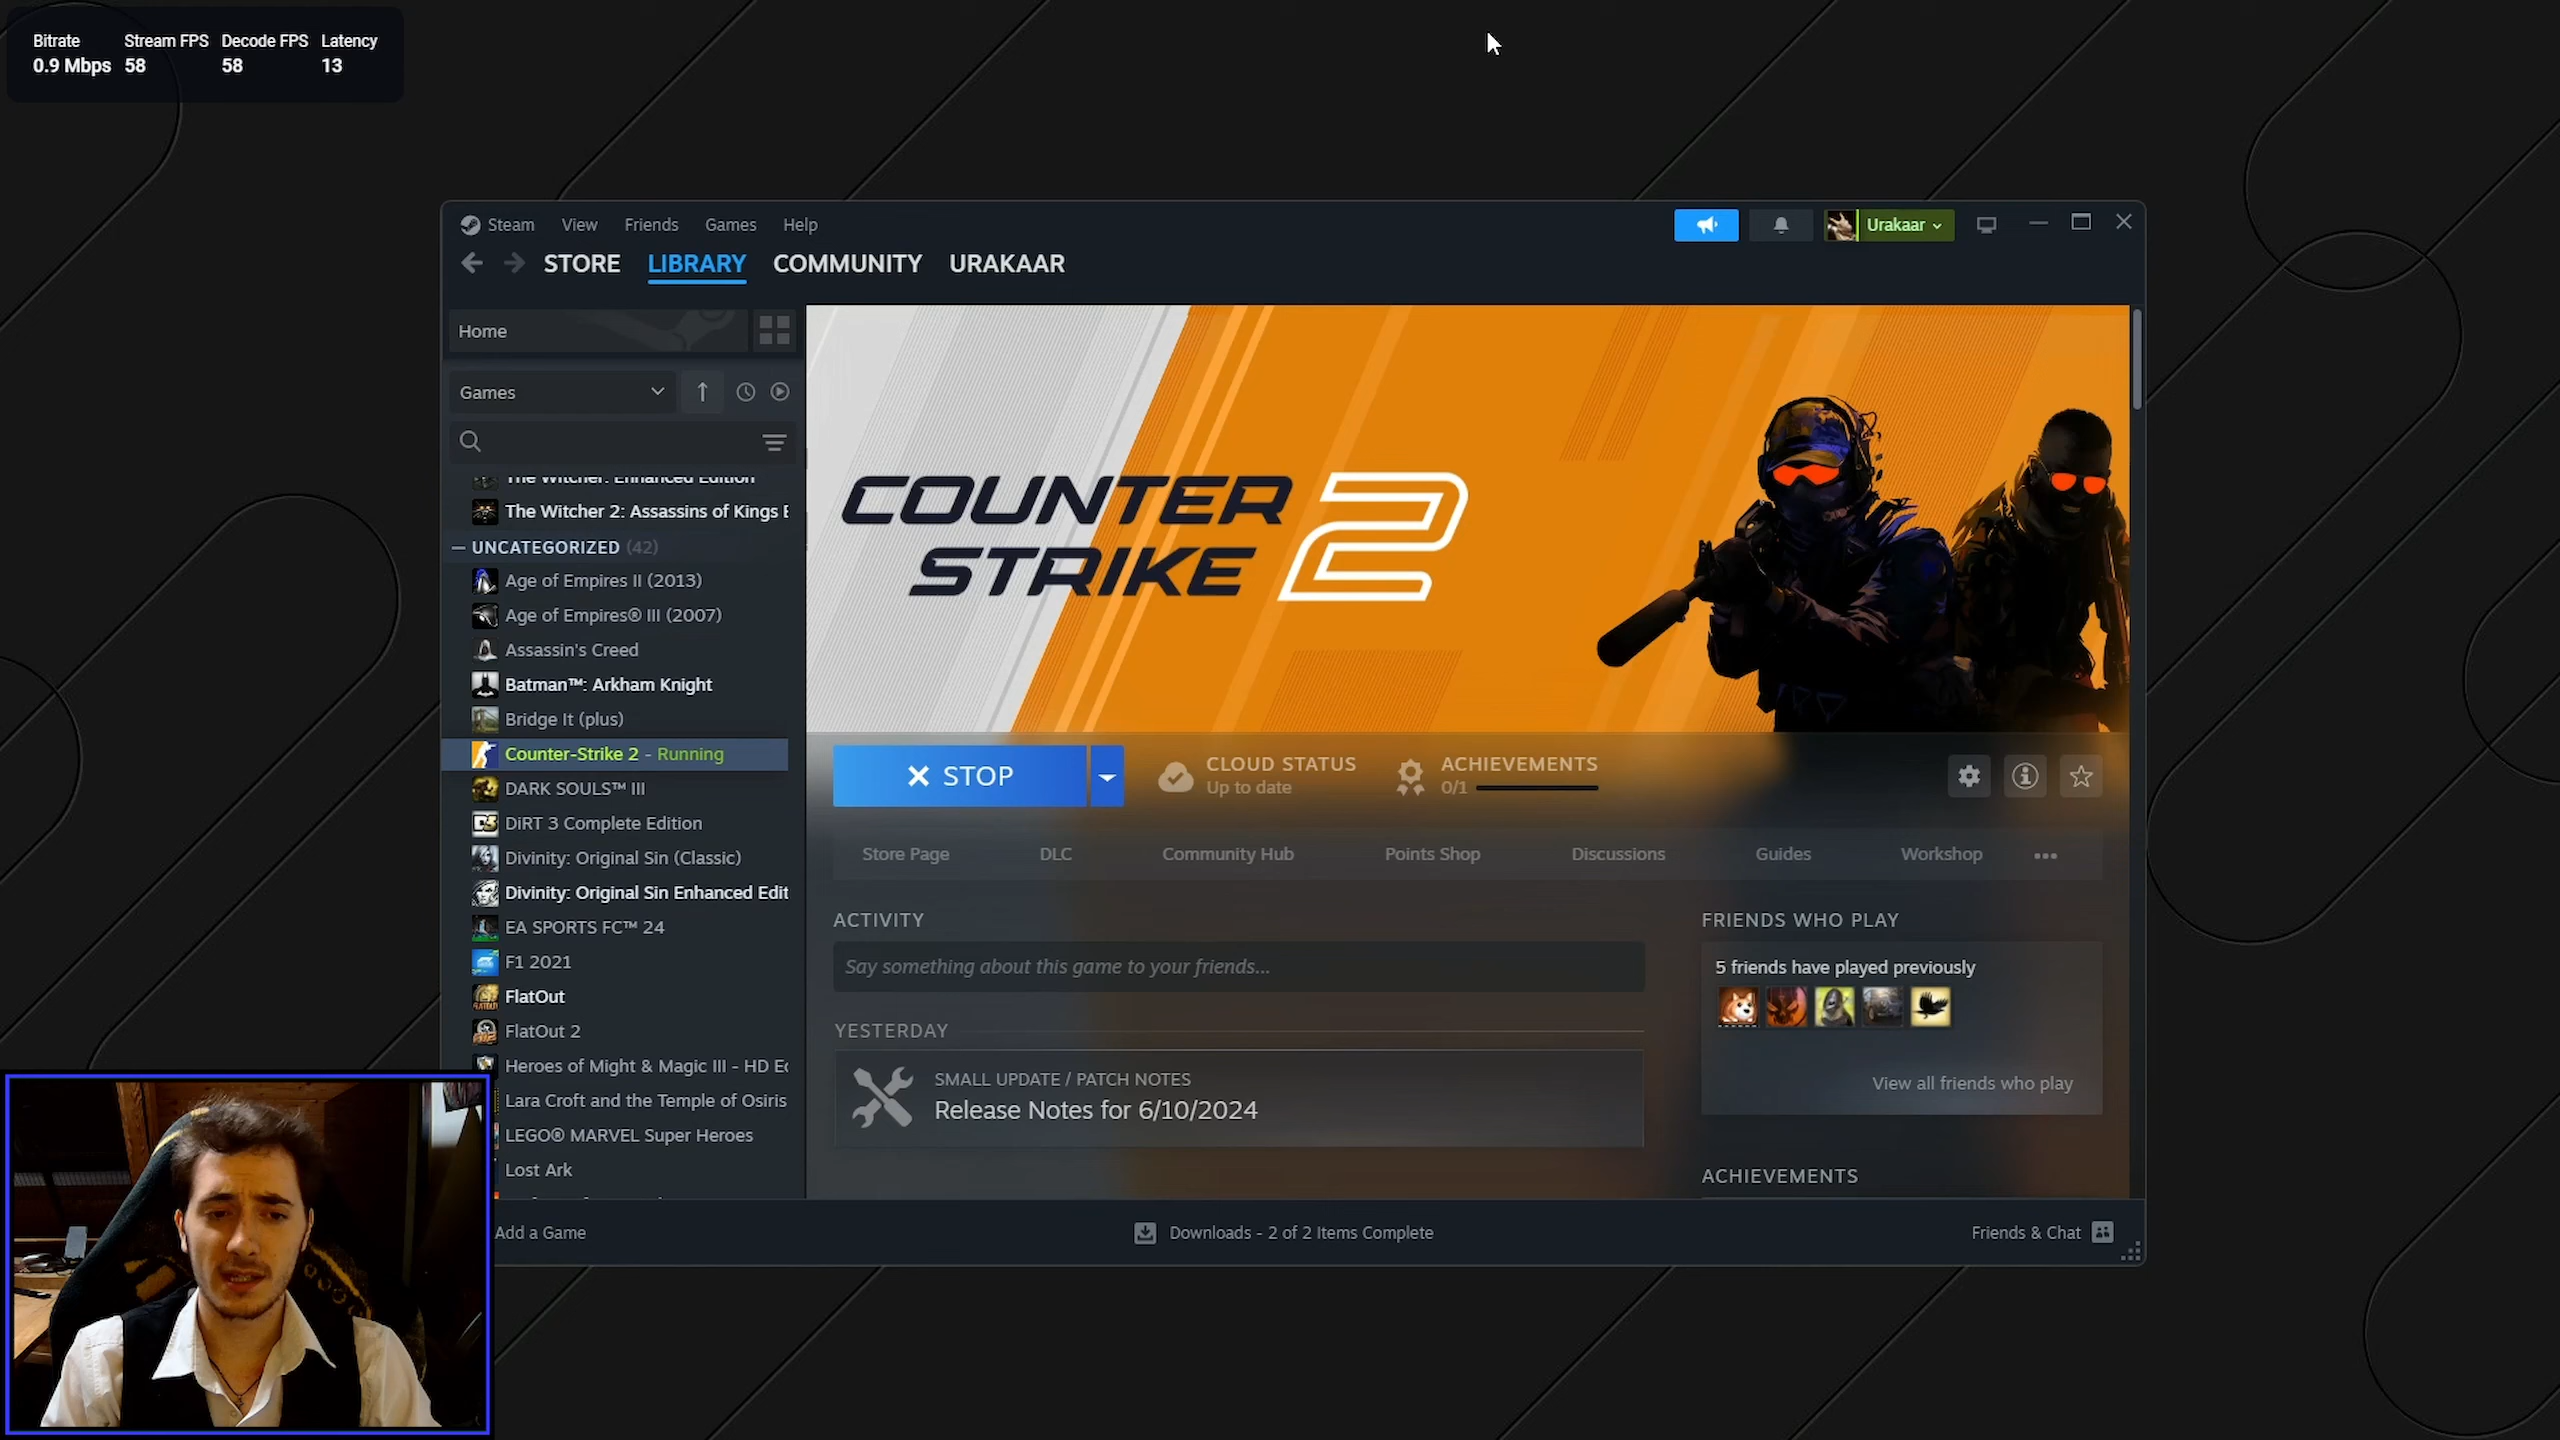 Bitrate Stream FPS Decode FPS Latency
0.9 Mbps 58 58 13
Steam View Friends Games Help
Urakaar
STORE LIBRARY COMMUNITY URAKAAR
Home
Games
The Witcher: Enhanced Edition
The Witcher 2: Assassins of Kings E
UNCATEGORIZED (42)
Age of Empires II (2013)
Age of Empires® III (2007)
Assassin's Creed
Batman™: Arkham Knight
Bridge It (plus)
Counter-Strike 2 - Running
DARK SOULS™ III
DiRT 3 Complete Edition
Divinity: Original Sin (Classic)
Divinity: Original Sin Enhanced Edit
EA SPORTS FC™ 24
F1 2021
FlatOut
FlatOut 2
Heroes of Might & Magic III - HD Ed
Lara Croft and the Temple of Osiris
LEGO® MARVEL Super Heroes
Lost Ark
COUNTER
STRIKE 2
STOP
CLOUD STATUS
Up to date
ACHIEVEMENTS
0/1
Store Page DLC Community Hub Points Shop Discussions Guides Workshop
ACTIVITY
Say something about this game to your friends...
YESTERDAY
SMALL UPDATE / PATCH NOTES
Release Notes for 6/10/2024
FRIENDS WHO PLAY
5 friends have played previously
View all friends who play
ACHIEVEMENTS
Add a Game
Downloads - 2 of 2 Items Complete
Friends & Chat